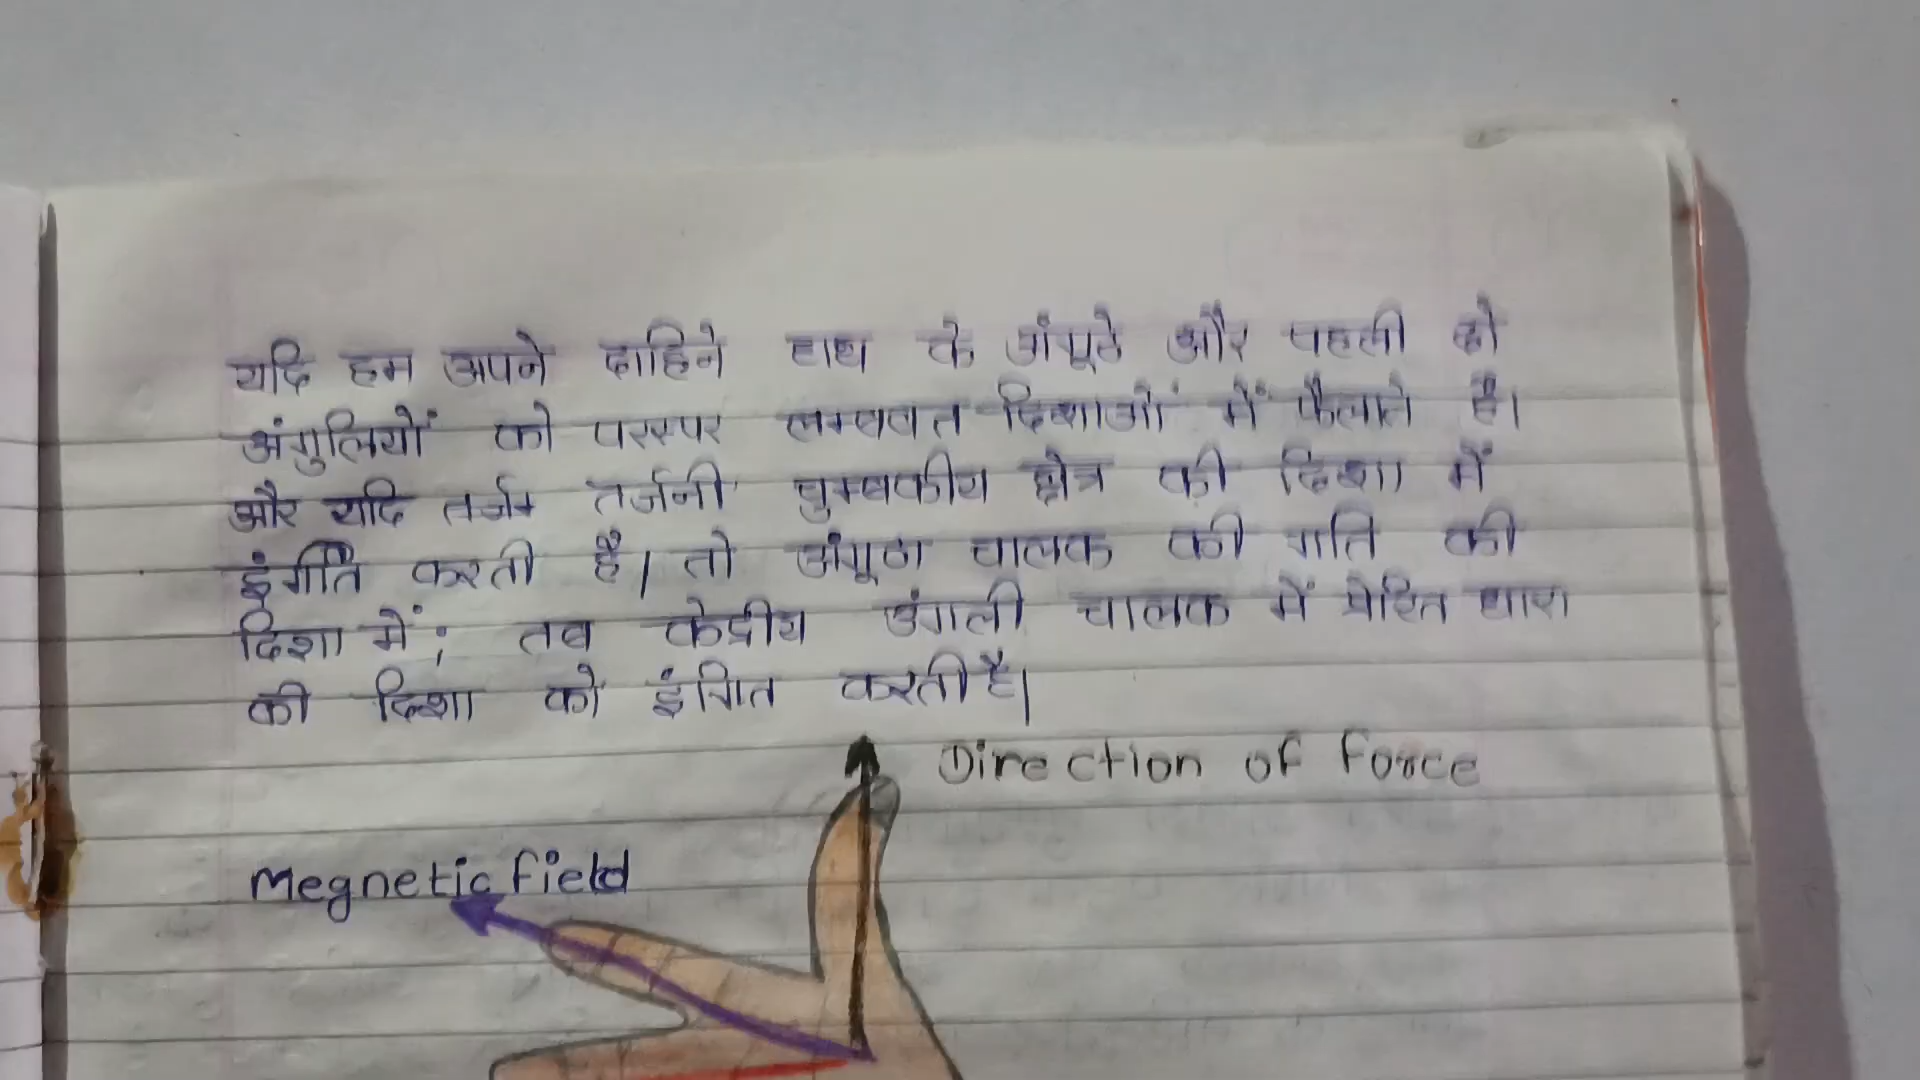 यदि हम अपने दाहिने हाथ के अंगूठे और पहली दो
अंगुलियों को परस्पर लम्बवत दिशाओं में फैलाते है।
और यदि तर्ज तर्जनी चुम्बकीय क्षेत्र की दिशा में
इंगीत करती है। तो अंगूठा चालक की गति की
दिशा में; तब केंद्रीय उंगली चालक में प्रेरित धारा
की दिशा को इंगित करती है।
Direction of force
Megnetic field